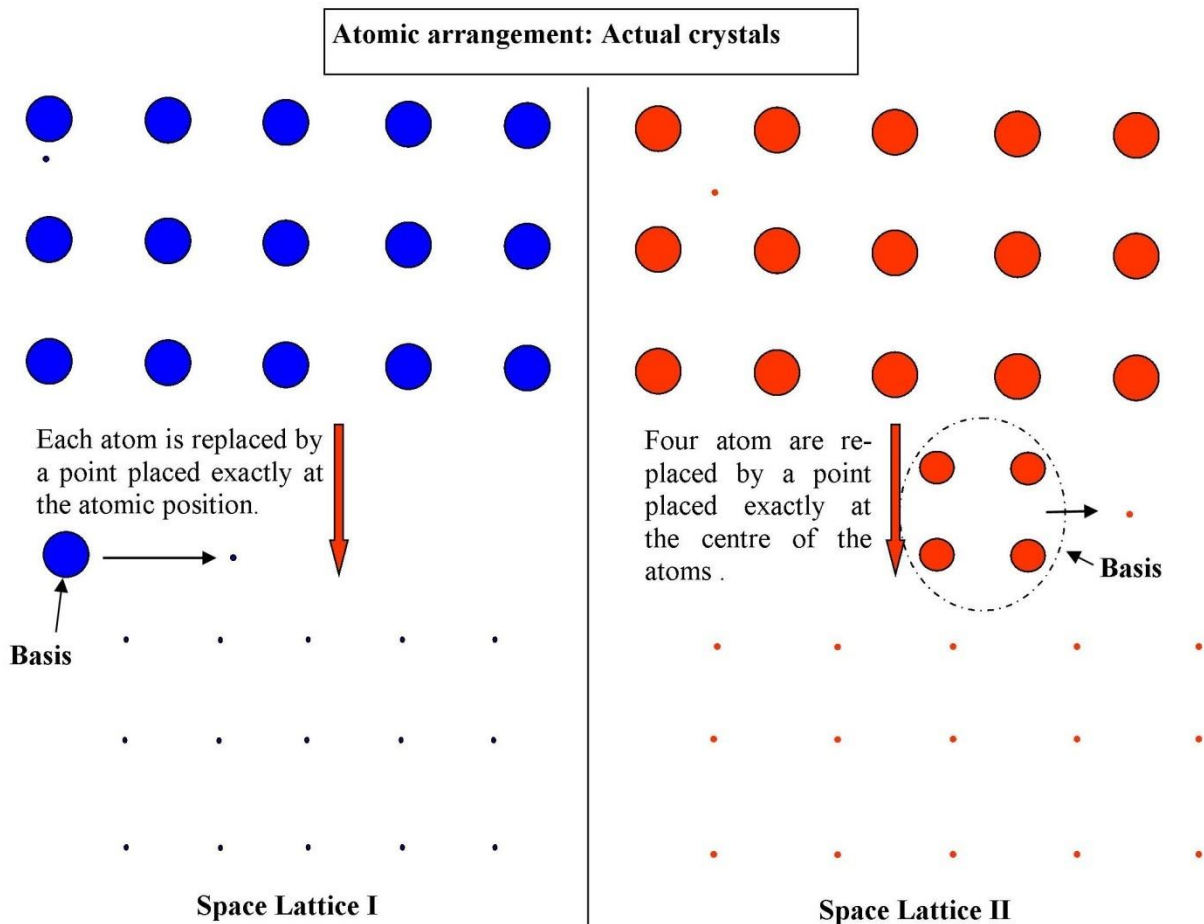 Atomic arrangement: Actual crystals
Each atom is replaced by
a point placed exactly at
the atomic position.
Basis
Space Lattice I
Four atom are re-
placed by a point
placed exactly at
the centre of the
atoms .
Basis
Space Lattice II